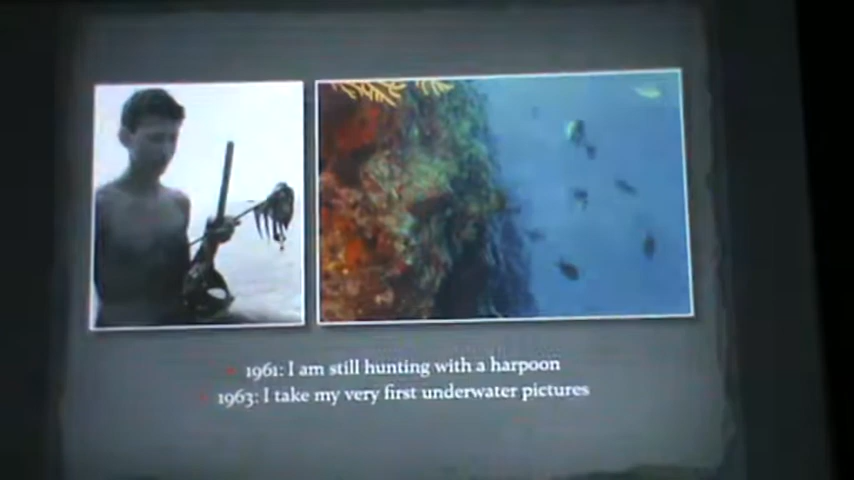 1961: I am still hunting with a harpoon
1963: I take my very first underwater pictures